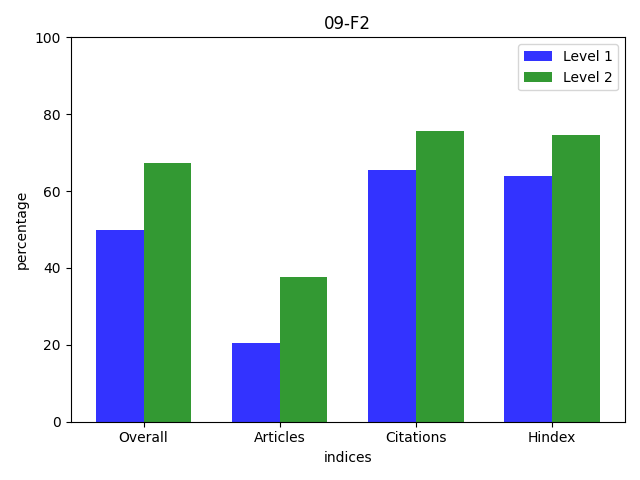 09-F2
100
80
60
40
20
0
percentage
Level 1
Level 2
Overall
Articles
Citations
Hindex
indices